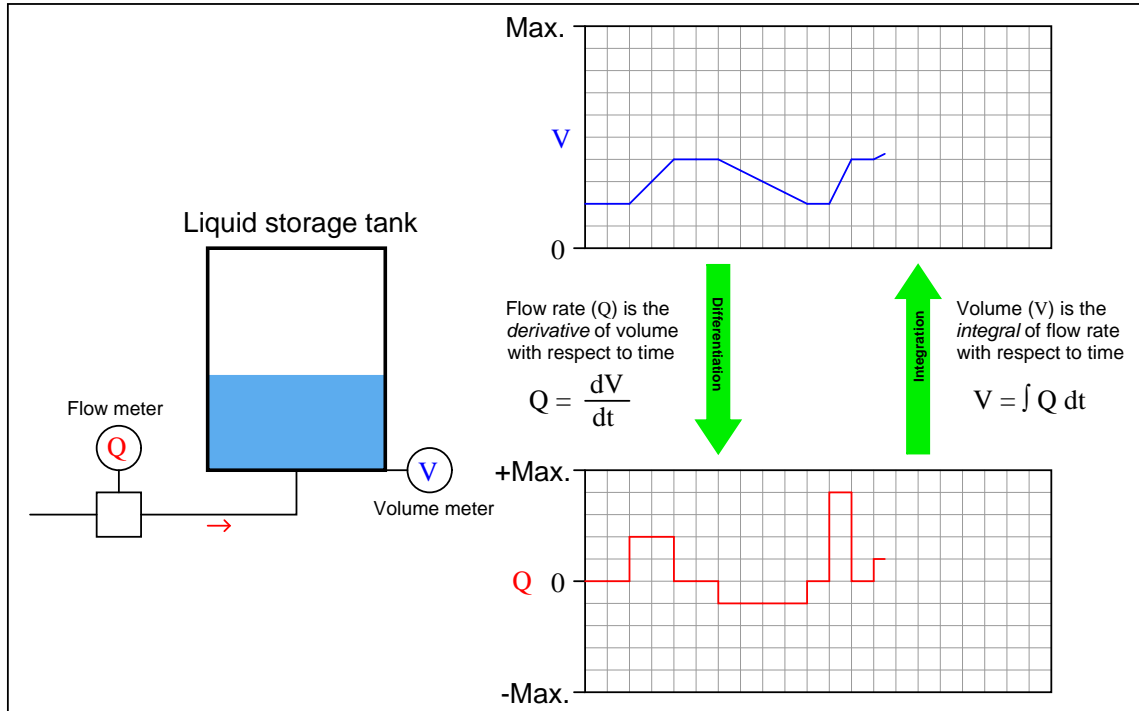 Max.
V
0
Liquid storage tank
Flow meter
Q
V
Volume meter
Flow rate (Q) is the
derivative of volume
with respect to time
Q = dV
dt
Differentiation
Integration
Volume (V) is the
integral of flow rate
with respect to time
V = ∫ Q dt
+Max.
Q 0
-Max.